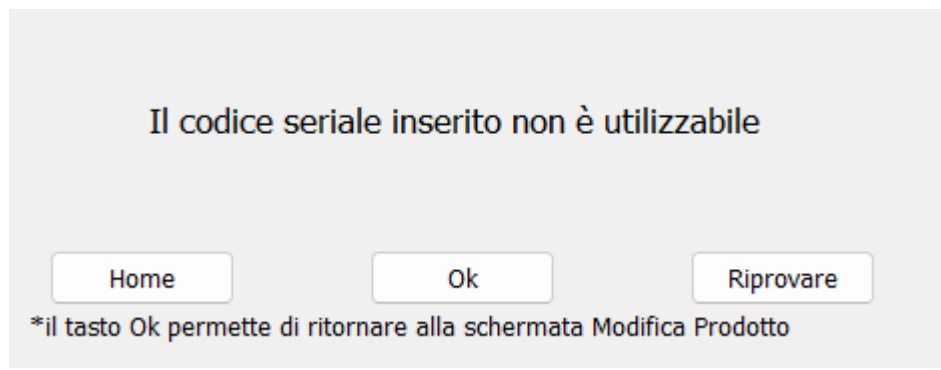 Il codice seriale inserito non è utilizzabile
Home Ok Riprovare
*il tasto Ok permette di ritornare alla schermata Modifica Prodotto